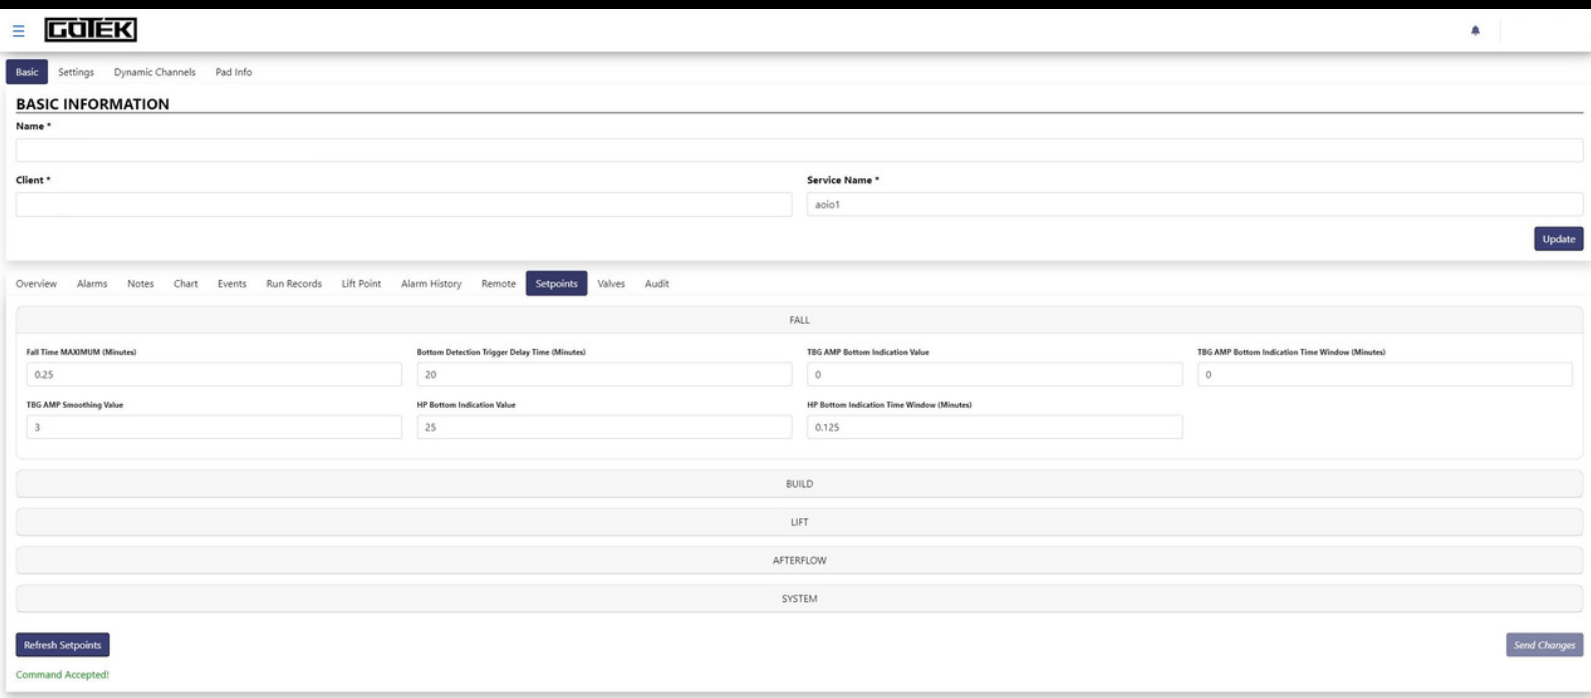 GOTEK
Basic Settings Dynamic Channels Pad Info
BASIC INFORMATION
Name *
Client * Service Name *
aoio1
Update
Overview Alarms Notes Chart Events Run Records Lift Point Alarm History Remote Setpoints Valves Audit
FALL
Fall Time MAXIMUM (Minutes) Bottom Detection Trigger Delay Time (Minutes) TBG AMP Bottom Indication Value TBG AMP Bottom Indication Time Window (Minutes)
0.25 20 0 0
TBG AMP Smoothing Value HP Bottom Indication Value HP Bottom Indication Time Window (Minutes)
3 25 0.125
BUILD
LIFT
AFTERFLOW
SYSTEM
Refresh Setpoints Send Changes
Command Accepted!